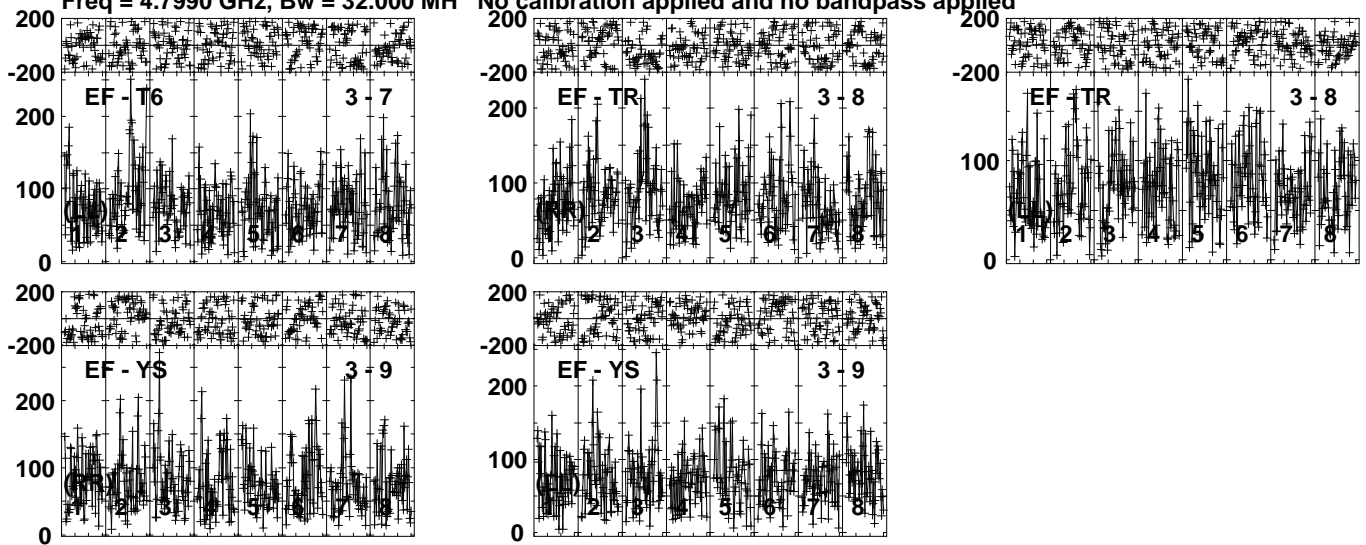 Freq = 4.7990 GHz, Bw = 32.000 MH No calibration applied and no bandpass applied
200 200 200
-200 -200 -200
EF - T6 3 - 7 EF - TR 3 - 8 EF - TR 3 - 8
200 200
100 100 100
(LL) (RR) (LL)
1 2 3 4 5 6 7 8 1 2 3 4 5 6 7 8 1 2 3 4 5 6 7 8
0 0 0
200 200
-200 -200
EF - YS 3 - 9 EF - YS 3 - 9
200 200
100 100
(RR) (LL)
1 2 3 4 5 6 7 8 1 2 3 4 5 6 7 8
0 0